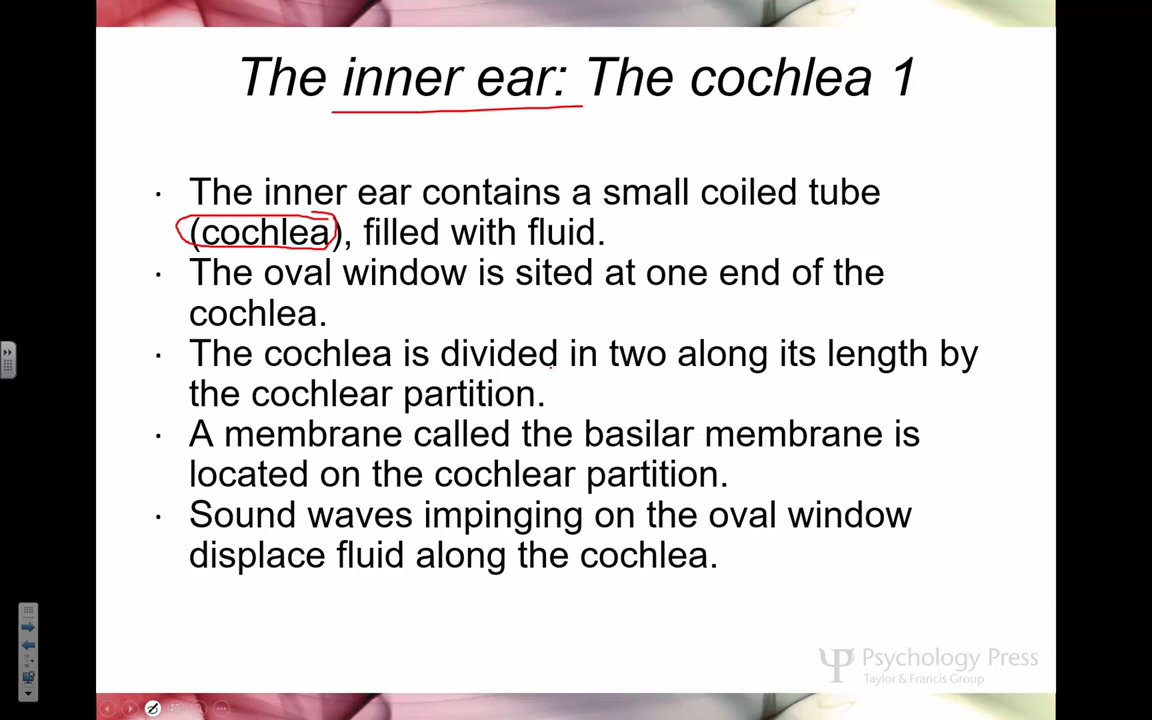 The inner ear: The cochlea 1
· The inner ear contains a small coiled tube
(cochlea), filled with fluid.
· The oval window is sited at one end of the
cochlea.
· The cochlea is divided in two along its length by
the cochlear partition.
· A membrane called the basilar membrane is
located on the cochlear partition.
· Sound waves impinging on the oval window
displace fluid along the cochlea.
Psychology Press
Taylor & Francis Group